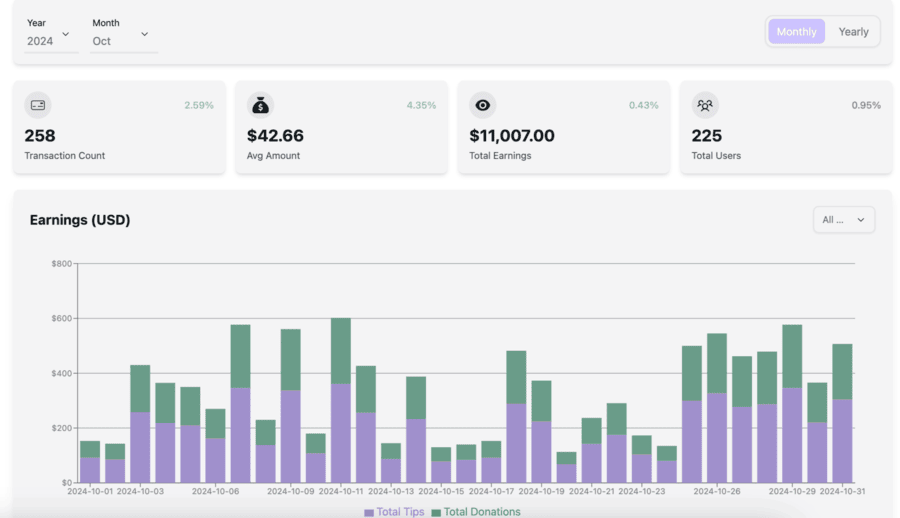 Year
Month
2024
Oct
Monthly
Yearly
2.59%
4.35%
0.43%
0.95%
258
$42.66
$11,007.00
225
Transaction Count
Avg Amount
Total Earnings
Total Users
Earnings (USD)
All ...
$800
$600
$400
$200
$0
2024-10-01 2024-10-03 2024-10-06 2024-10-09 2024-10-11 2024-10-13 2024-10-15 2024-10-17 2024-10-19 2024-10-21 2024-10-23 2024-10-26 2024-10-29 2024-10-31
Total Tips Total Donations